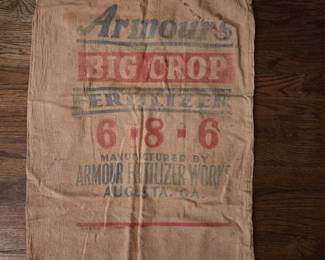 Armour's
BIG CROP
FERTILIZER
6-8-6
MANUFACTURED BY
ARMOUR FERTILIZER WORKS
AUGUSTA, GA.